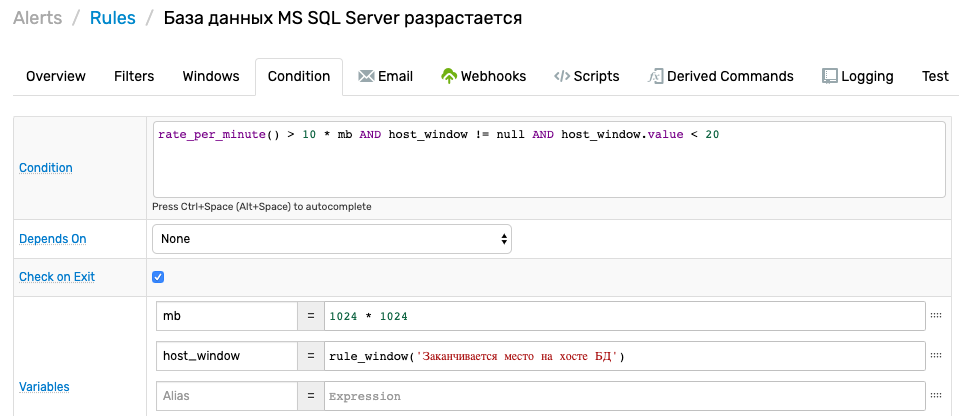 Alerts / Rules / База данных MS SQL Server разрастается
Overview Filters Windows Condition Email Webhooks </> Scripts Derived Commands Logging Test
Condition
rate_per_minute() > 10 * mb AND host_window != null AND host_window.value < 20
Press Ctrl+Space (Alt+Space) to autocomplete
Depends On
None
Check on Exit
Variables
mb = 1024 * 1024
host_window = rule_window('Заканчивается место на хосте БД')
Alias = Expression